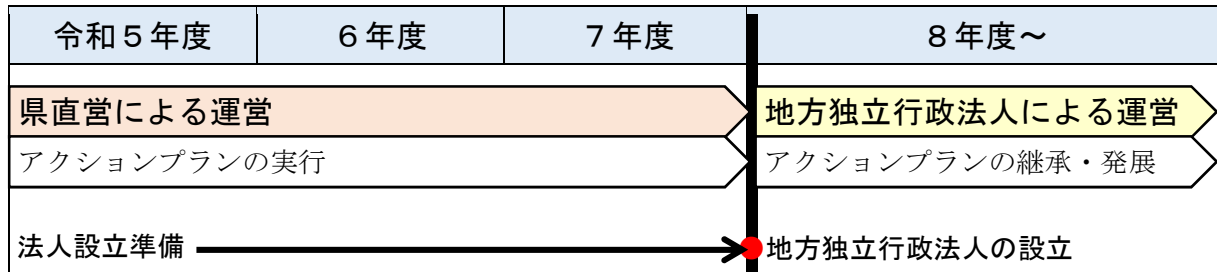 令和５年度 ６年度 ７年度 ８年度～
県直営による運営 地方独立行政法人による運営
アクションプランの実行 アクションプランの継承・発展
法人設立準備 地方独立行政法人の設立